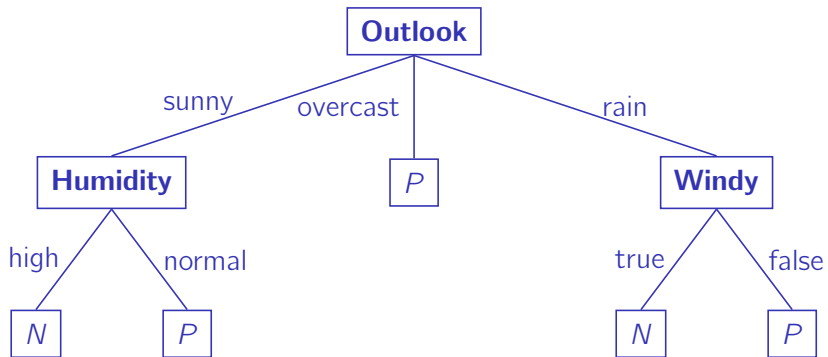 Outlook
sunny overcast rain
Humidity P Windy
high normal true false
N P N P